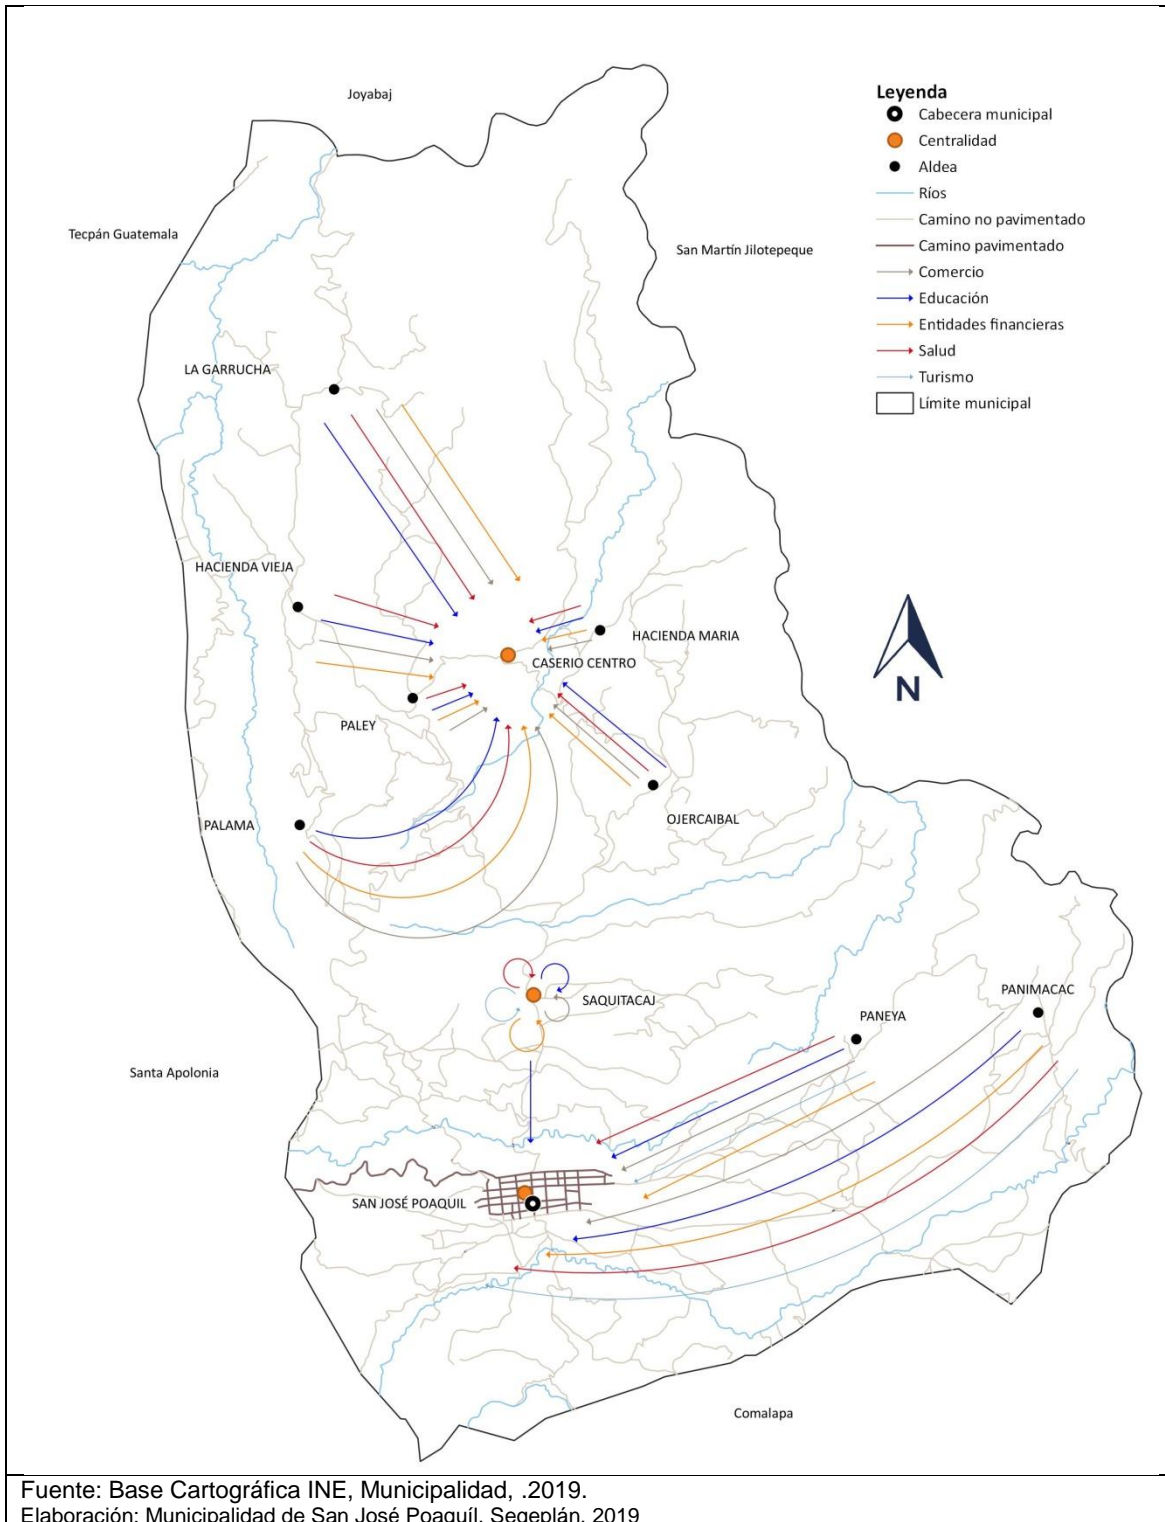 Joyabaj
Leyenda
Cabecera municipal
Centralidad
Aldea
Ríos
Camino no pavimentado
Camino pavimentado
Comercio
Educación
Entidades financieras
Salud
Turismo
Límite municipal
Tecpán Guatemala
San Martín Jilotepeque
LA GARRUCHA
HACIENDA VIEJA
HACIENDA MARIA
CASERIO CENTRO
N
PALEY
PALAMA
OJERCAIBAL
SAQUITACAJ
PANIMACAC
PANEYA
Santa Apolonia
SAN JOSÉ POAQUIL
Comalapa
Fuente: Base Cartográfica INE, Municipalidad, .2019.
Elaboración: Municipalidad de San José Poaquíl, Segeplán, 2019